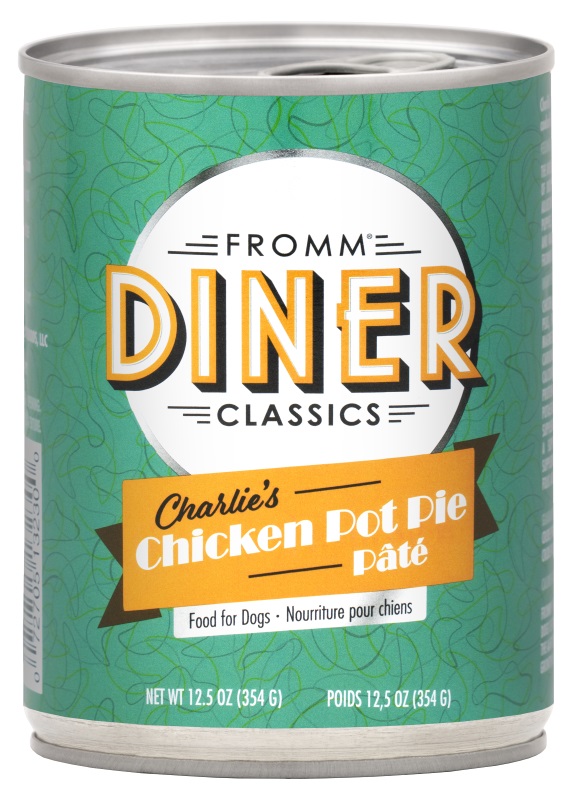 FROMM®
DINER
CLASSICS
Charlie's
Chicken Pot Pie
Pâté
Food for Dogs · Nourriture pour chiens
NET WT 12.5 OZ (354 G) POIDS 12,5 OZ (354 G)